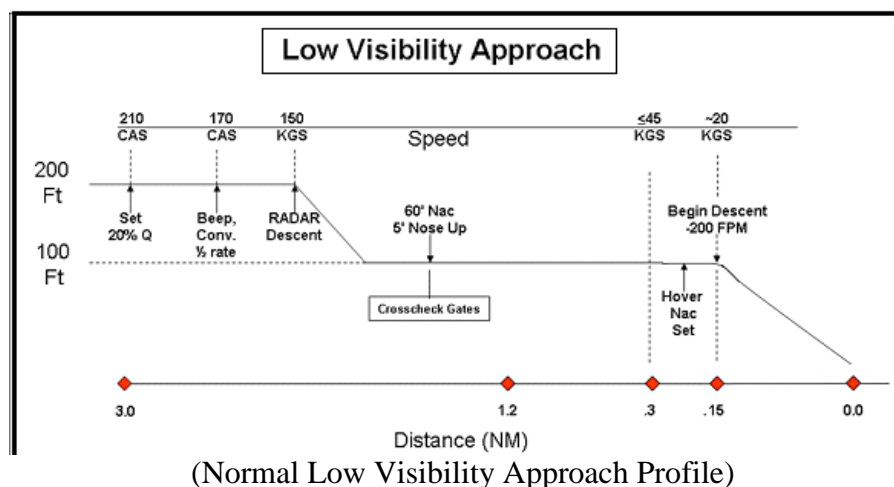 Low Visibility Approach
210
CAS
170
CAS
150
KGS
Speed
≤45
KGS
~20
KGS
200
Ft
Set
20% Q
Beep,
Conv.
½ rate
RADAR
Descent
60° Nac
5° Nose Up
Begin Descent
-200 FPM
100
Ft
Crosscheck Gates
Hover
Nac
Set
3.0
1.2
.3
.15
0.0
Distance (NM)
(Normal Low Visibility Approach Profile)